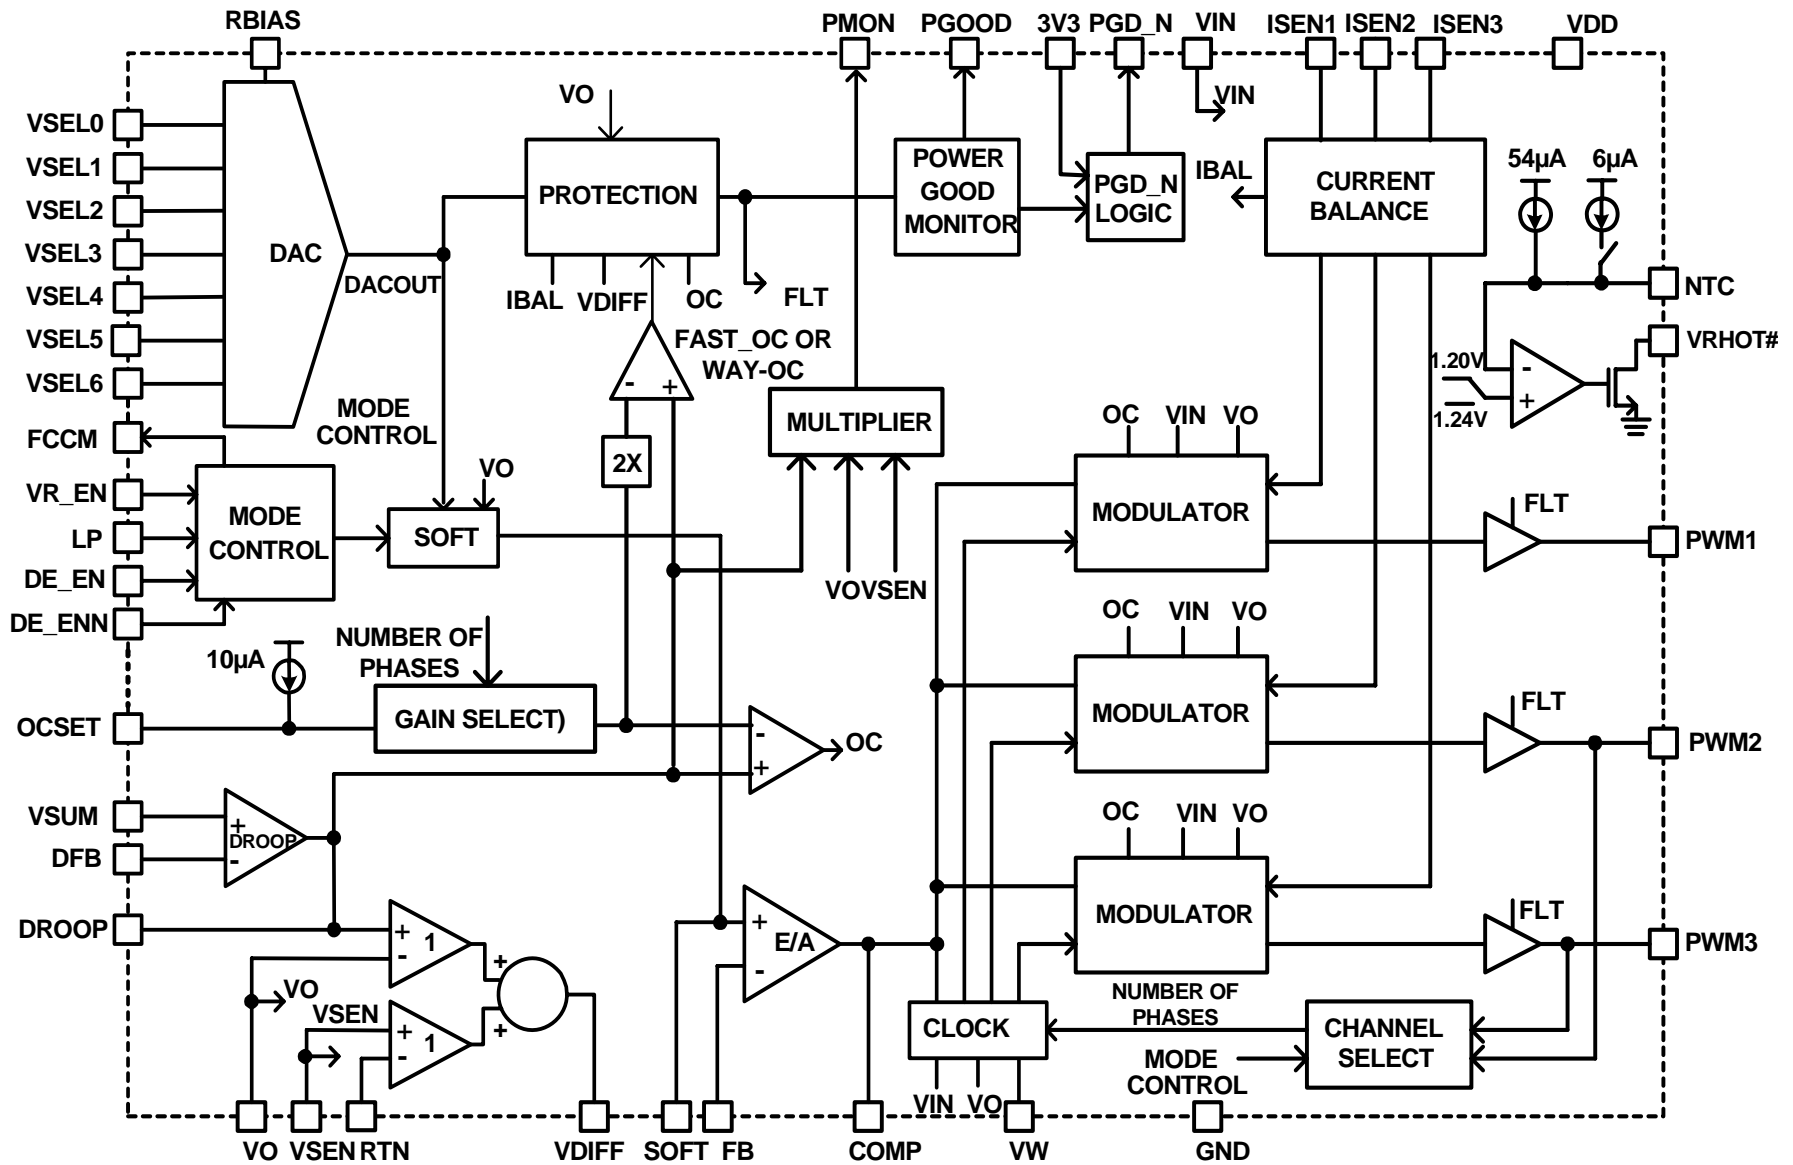 RBIAS
PMON
PGOOD
3V3
PGD_N
VIN
ISEN1
ISEN2
ISEN3
VDD
VSEL0
VSEL1
VSEL2
VSEL3
VSEL4
VSEL5
VSEL6
FCCM
VR_EN
LP
DE_EN
DE_ENN
OCSET
VSUM
DFB
DROOP
DAC
DACOUT
VO
PROTECTION
IBAL
VDIFF
OC
FLT
FAST_OC OR
WAY-OC
-
+
2X
POWER
GOOD
MONITOR
PGD_N
LOGIC
VIN
IBAL
CURRENT
BALANCE
54µA
6µA
NTC
VRHOT#
1.20V
1.24V
-
+
MULTIPLIER
VO
VSEN
MODE
CONTROL
VO
MODE
CONTROL
SOFT
NUMBER OF
PHASES
10µA
GAIN SELECT)
-
+
OC
+
DROOP
-
+
1
-
VO
VSEN
+
1
-
+
+
+
E/A
-
OC
VIN
VO
MODULATOR
FLT
PWM1
OC
VIN
VO
MODULATOR
FLT
PWM2
OC
VIN
VO
MODULATOR
FLT
PWM3
NUMBER OF
PHASES
CLOCK
CHANNEL
SELECT
MODE
CONTROL
VIN
VO
VO
VSEN
RTN
VDIFF
SOFT
FB
COMP
VW
GND